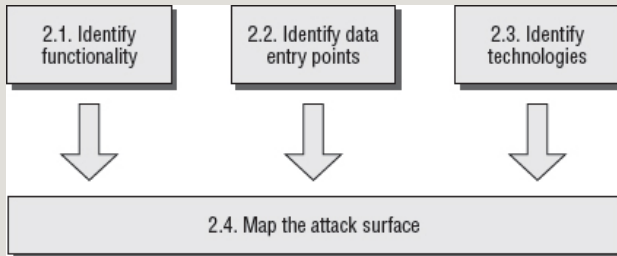 2.1. Identify
functionality
2.2. Identify data
entry points
2.3. Identify
technologies
2.4. Map the attack surface